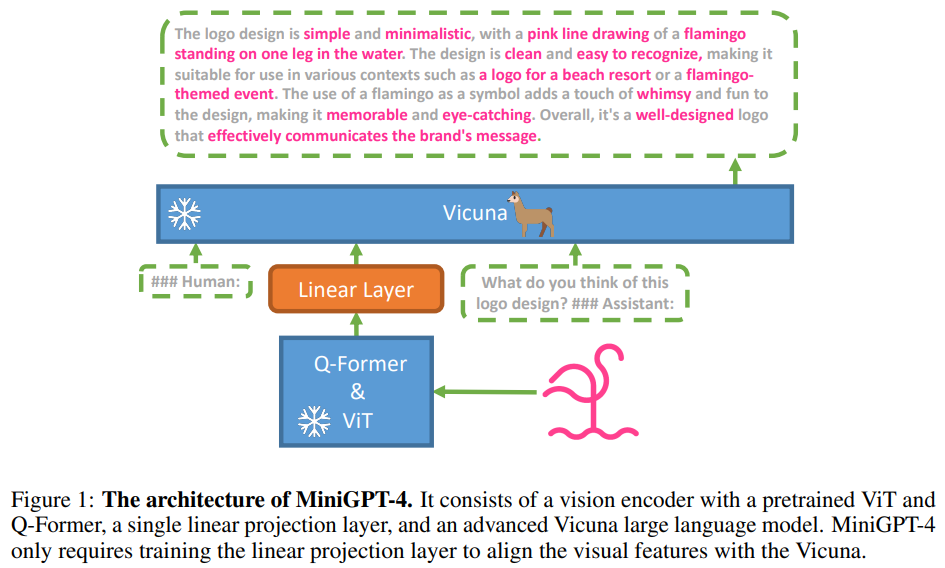 The logo design is simple and minimalistic, with a pink line drawing of a flamingo
standing on one leg in the water. The design is clean and easy to recognize, making it
suitable for use in various contexts such as a logo for a beach resort or a flamingo-
themed event. The use of a flamingo as a symbol adds a touch of whimsy and fun to
the design, making it memorable and eye-catching. Overall, it's a well-designed logo
that effectively communicates the brand's message.
Vicuna
### Human:
Linear Layer
What do you think of this
logo design? ### Assistant:
Q-Former
&
ViT
Figure 1: The architecture of MiniGPT-4. It consists of a vision encoder with a pretrained ViT and
Q-Former, a single linear projection layer, and an advanced Vicuna large language model. MiniGPT-4
only requires training the linear projection layer to align the visual features with the Vicuna.